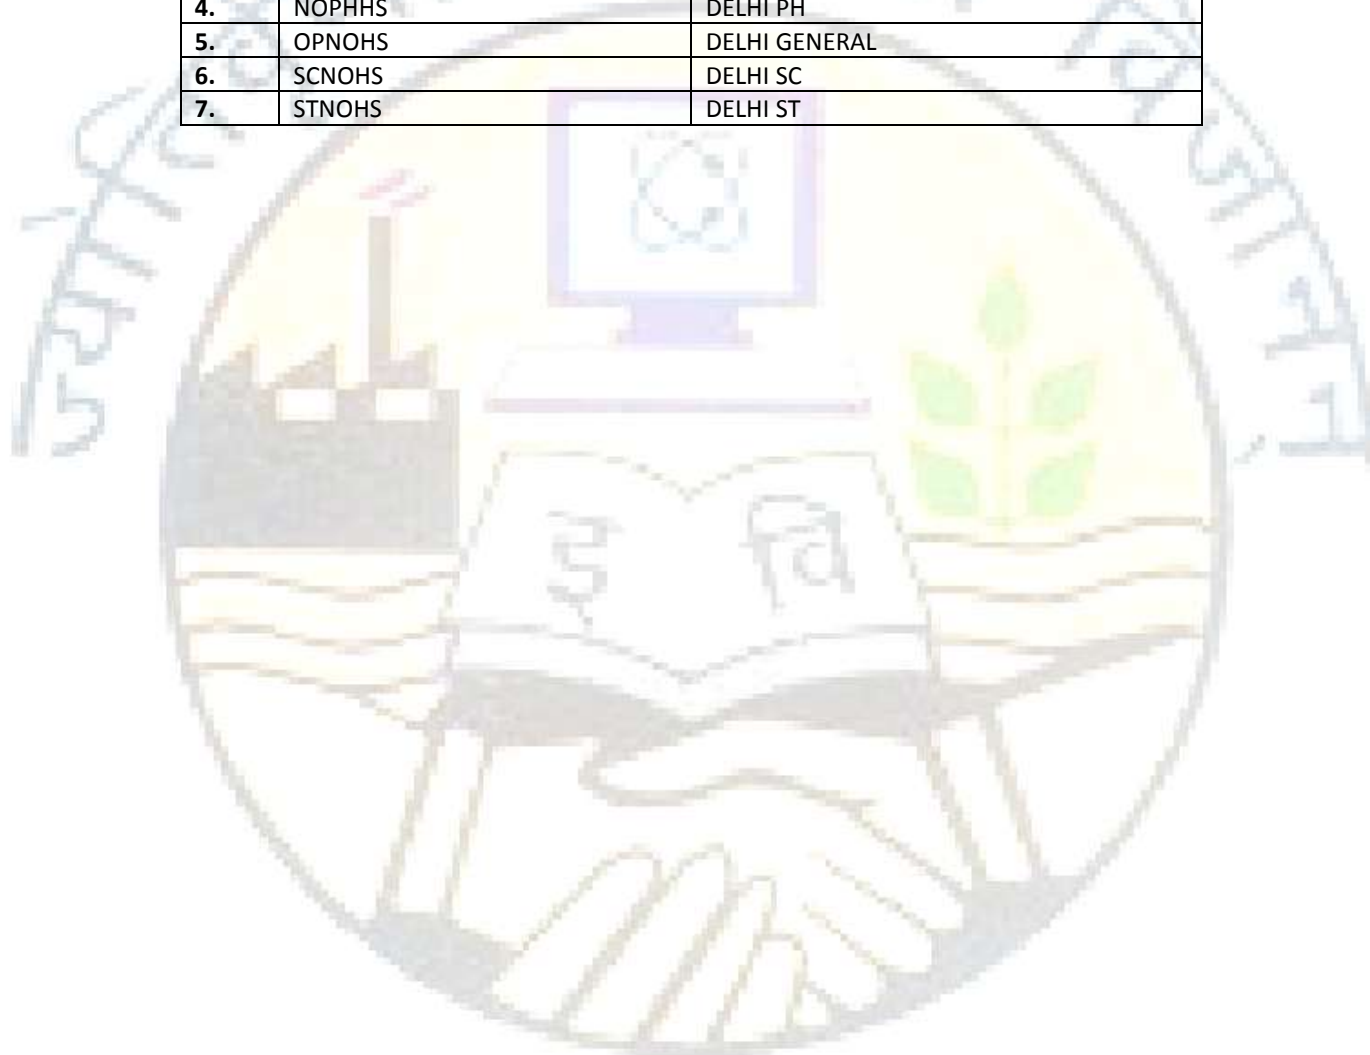 4. NOPHHS DELHI PH
5. OPNOHS DELHI GENERAL
6. SCNOHS DELHI SC
7. STNOHS DELHI ST
इ वि